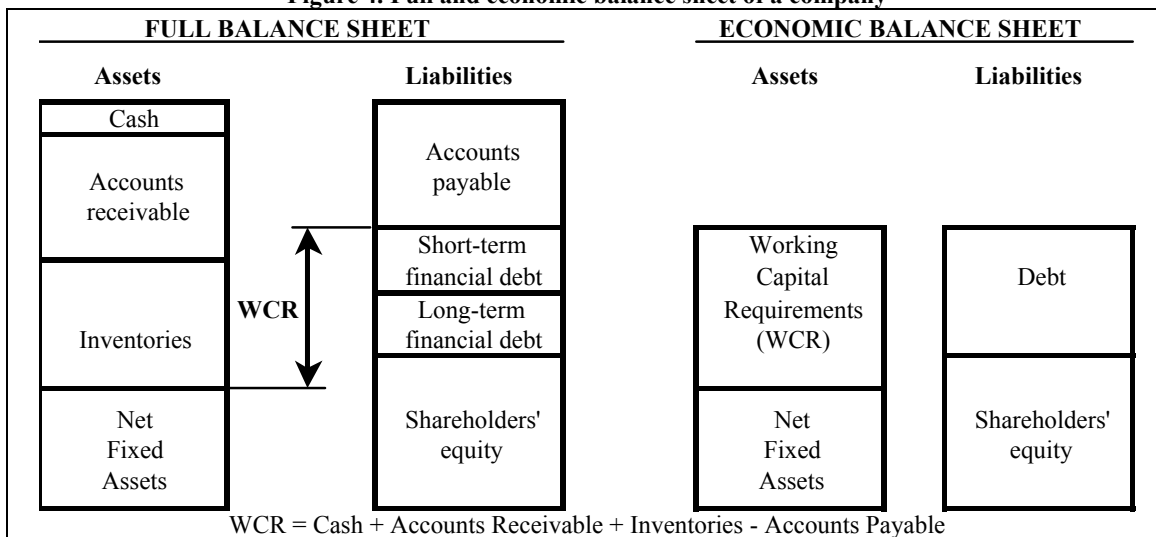 Figure 4. Full and economic balance sheet of a company
FULL BALANCE SHEET
ECONOMIC BALANCE SHEET
Assets
Liabilities
Assets
Liabilities
Cash
Accounts
receivable
Inventories
Net
Fixed
Assets
WCR
Accounts
payable
Short-term
financial debt
Long-term
financial debt
Shareholders'
equity
Working
Capital
Requirements
(WCR)
Net
Fixed
Assets
Debt
Shareholders'
equity
WCR = Cash + Accounts Receivable + Inventories - Accounts Payable